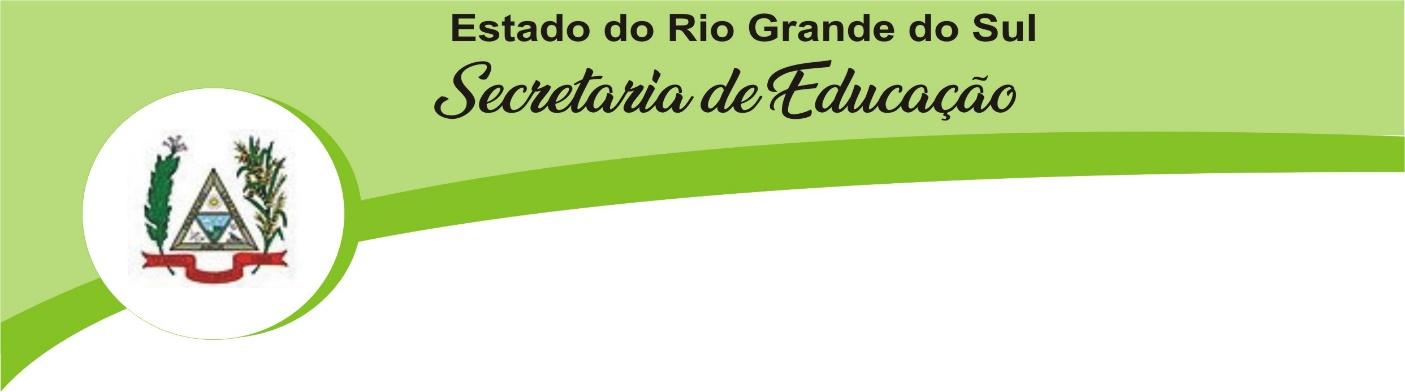 Estado do Rio Grande do Sul
Secretaria de Educação